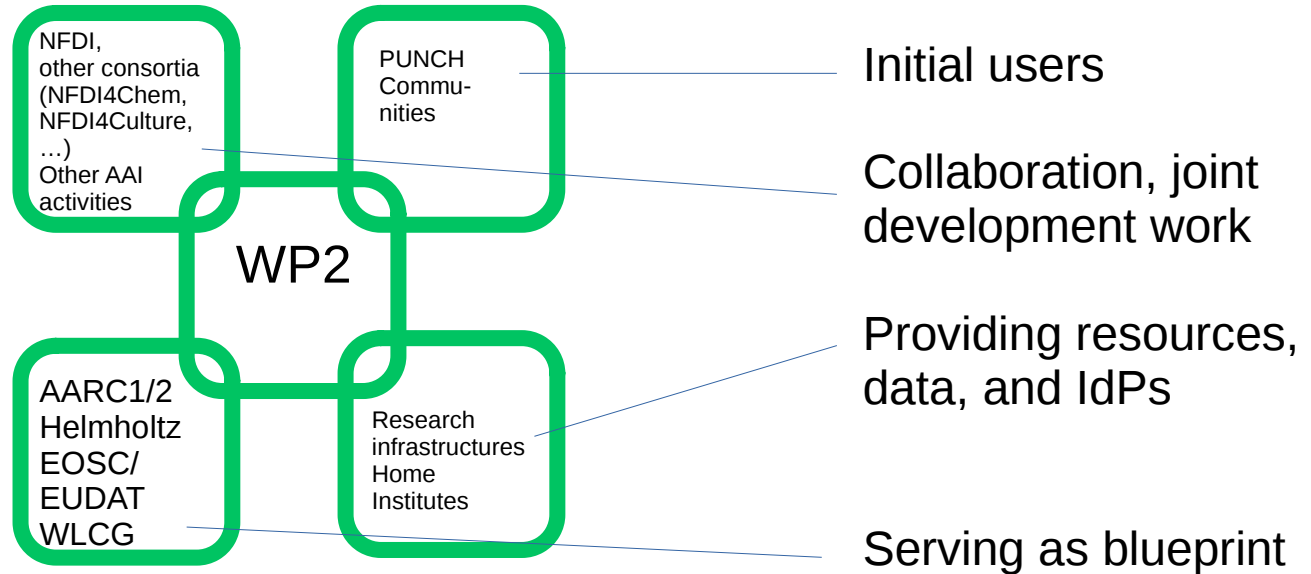 NFDI,
other consortia
(NFDI4Chem,
NFDI4Culture,
…)
Other AAI
activities
PUNCH
Commu-
nities
Initial users
Collaboration, joint
development work
WP2
Providing resources,
data, and IdPs
AARC1/2
Helmholtz
EOSC/
EUDAT
WLCG
Research
infrastructures
Home
Institutes
Serving as blueprint